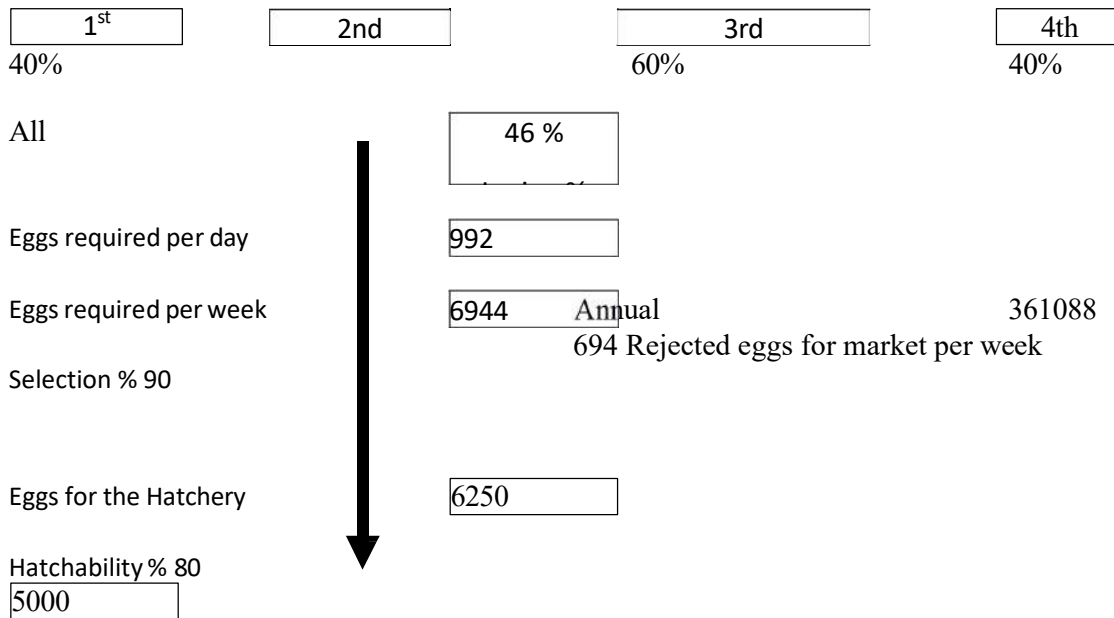 1st 2nd 3rd 4th
40% 60% 40%
All 46 %
Eggs required per day 992
Eggs required per week 6944 Annual 361088
694 Rejected eggs for market per week
Selection % 90
Eggs for the Hatchery 6250
Hatchability % 80
5000